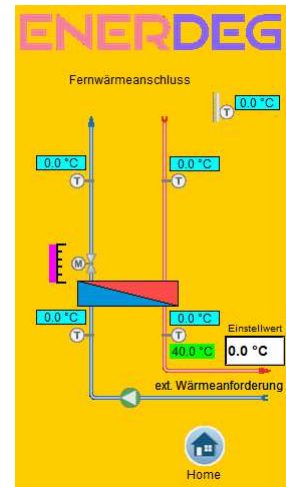 ENERDEG
Fernwärmeanschluss
0.0 °C
T
0.0 °C
0.0 °C
T
T
M
0.0 °C
0.0 °C
T
T
Einstellwert
40.0 °C
0.0 °C
ext. Wärmeanforderung
Home